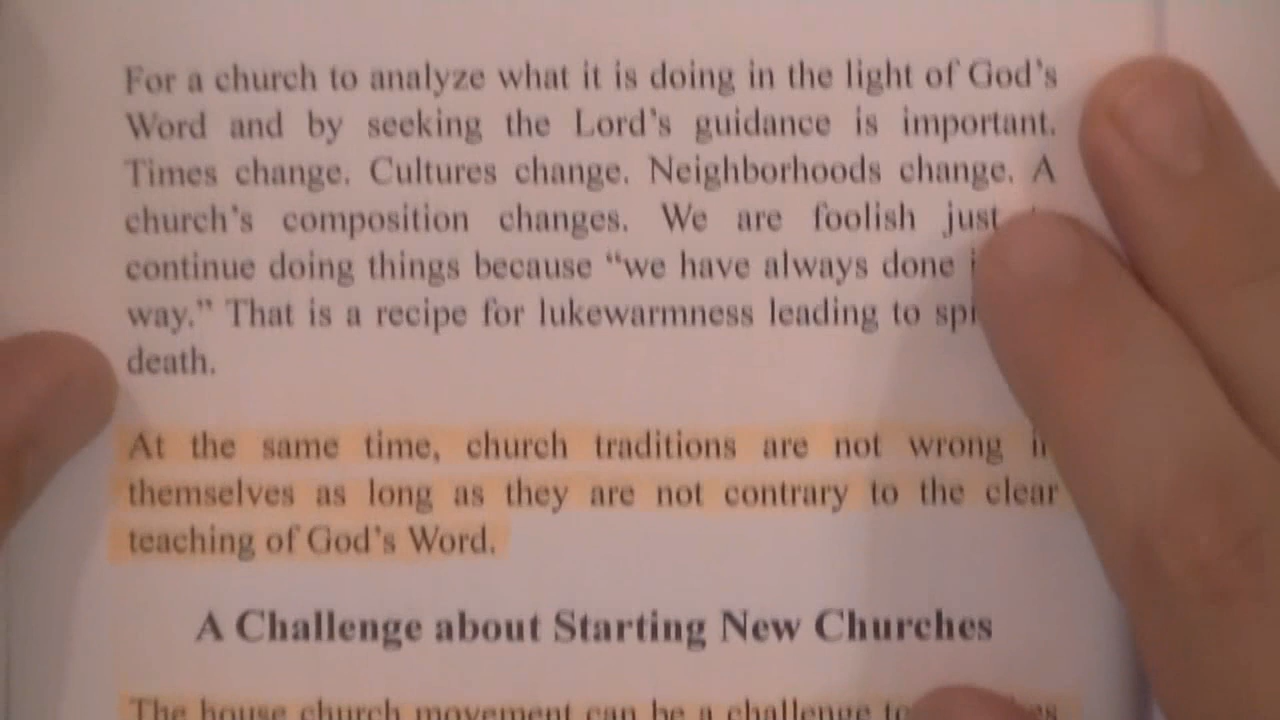 For a church to analyze what it is doing in the light of God's
Word and by seeking the Lord's guidance is important.
Times change. Cultures change. Neighborhoods change. A
church's composition changes. We are foolish just
continue doing things because “we have always done
way.” That is a recipe for lukewarmness leading to
death.
At the same time, church traditions are not wrong
themselves as long as they are not contrary to the clear
teaching of God's Word.
A Challenge about Starting New Churches
The house church movement can be a challenge